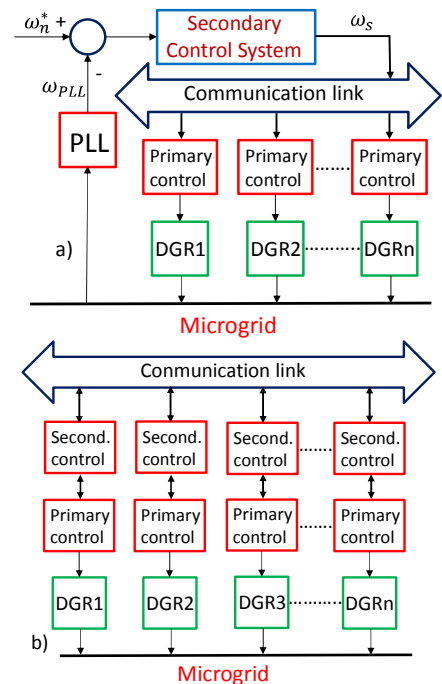 ω*n + Secondary Control System ωs
-
ωPLL
Communication link
PLL
Primary control Primary control ...... Primary control
a)
DGR1 DGR2 .......... DGRn
Microgrid
Conmunication link
Second. control Second. control Second. control ...... Second. control
Primary control Primary control Primary control ...... Primary control
DGR1 DGR2 DGR3 .......... DGRn
b)
Microgrid